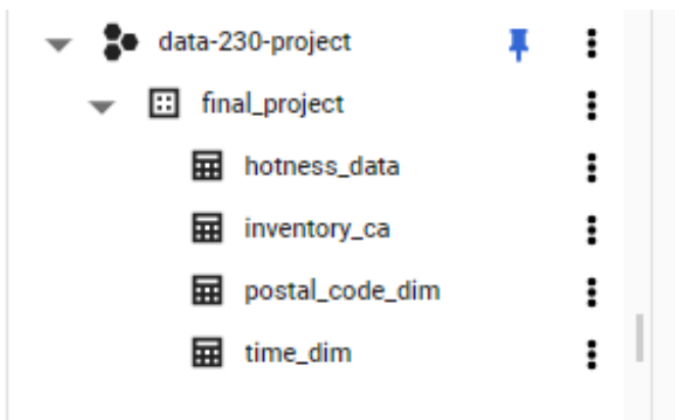 data-230-project
final_project
hotness_data
inventory_ca
postal_code_dim
time_dim